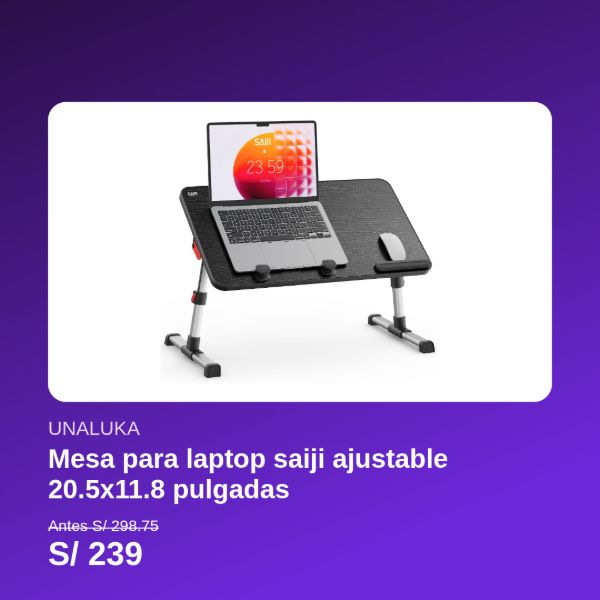 SAIJI
23 59
SAIJI
UNALUKA
Mesa para laptop saiji ajustable
20.5x11.8 pulgadas
Antes S/ 298.75
S/ 239